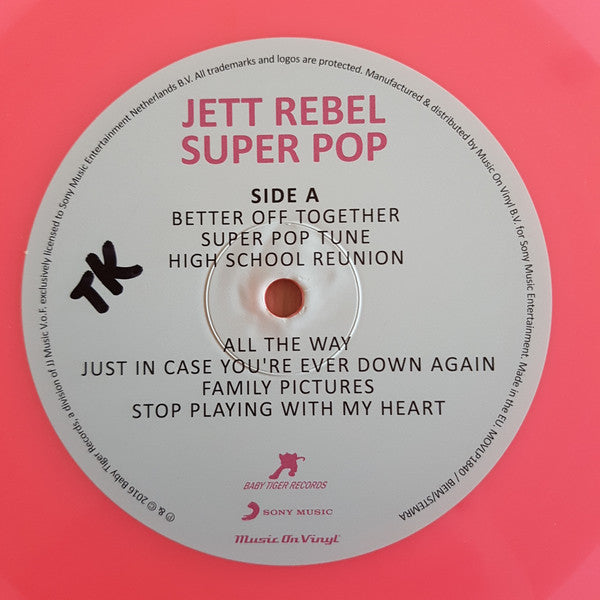 JETT REBEL
SUPER POP
SIDE A
BETTER OFF TOGETHER
SUPER POP TUNE
HIGH SCHOOL REUNION
TK
ALL THE WAY
JUST IN CASE YOU'RE EVER DOWN AGAIN
FAMILY PICTURES
STOP PLAYING WITH MY HEART
BABY TIGER RECORDS
SONY MUSIC
Music On Vinyl
℗ & © 2016 Baby Tiger Records, a division of JJ Music V.o.F. exclusively licensed to Sony Music Entertainment Netherlands B.V. All trademarks and logos are protected. Manufactured & distributed by Music On Vinyl B.V. for Sony Music Entertainment. Made in the EU. MOVLP1840 / BIEM/STEMRA